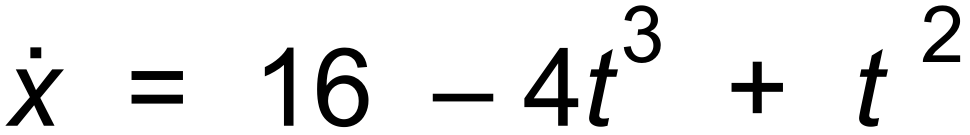 ẋ = 16 – 4t³ + t²